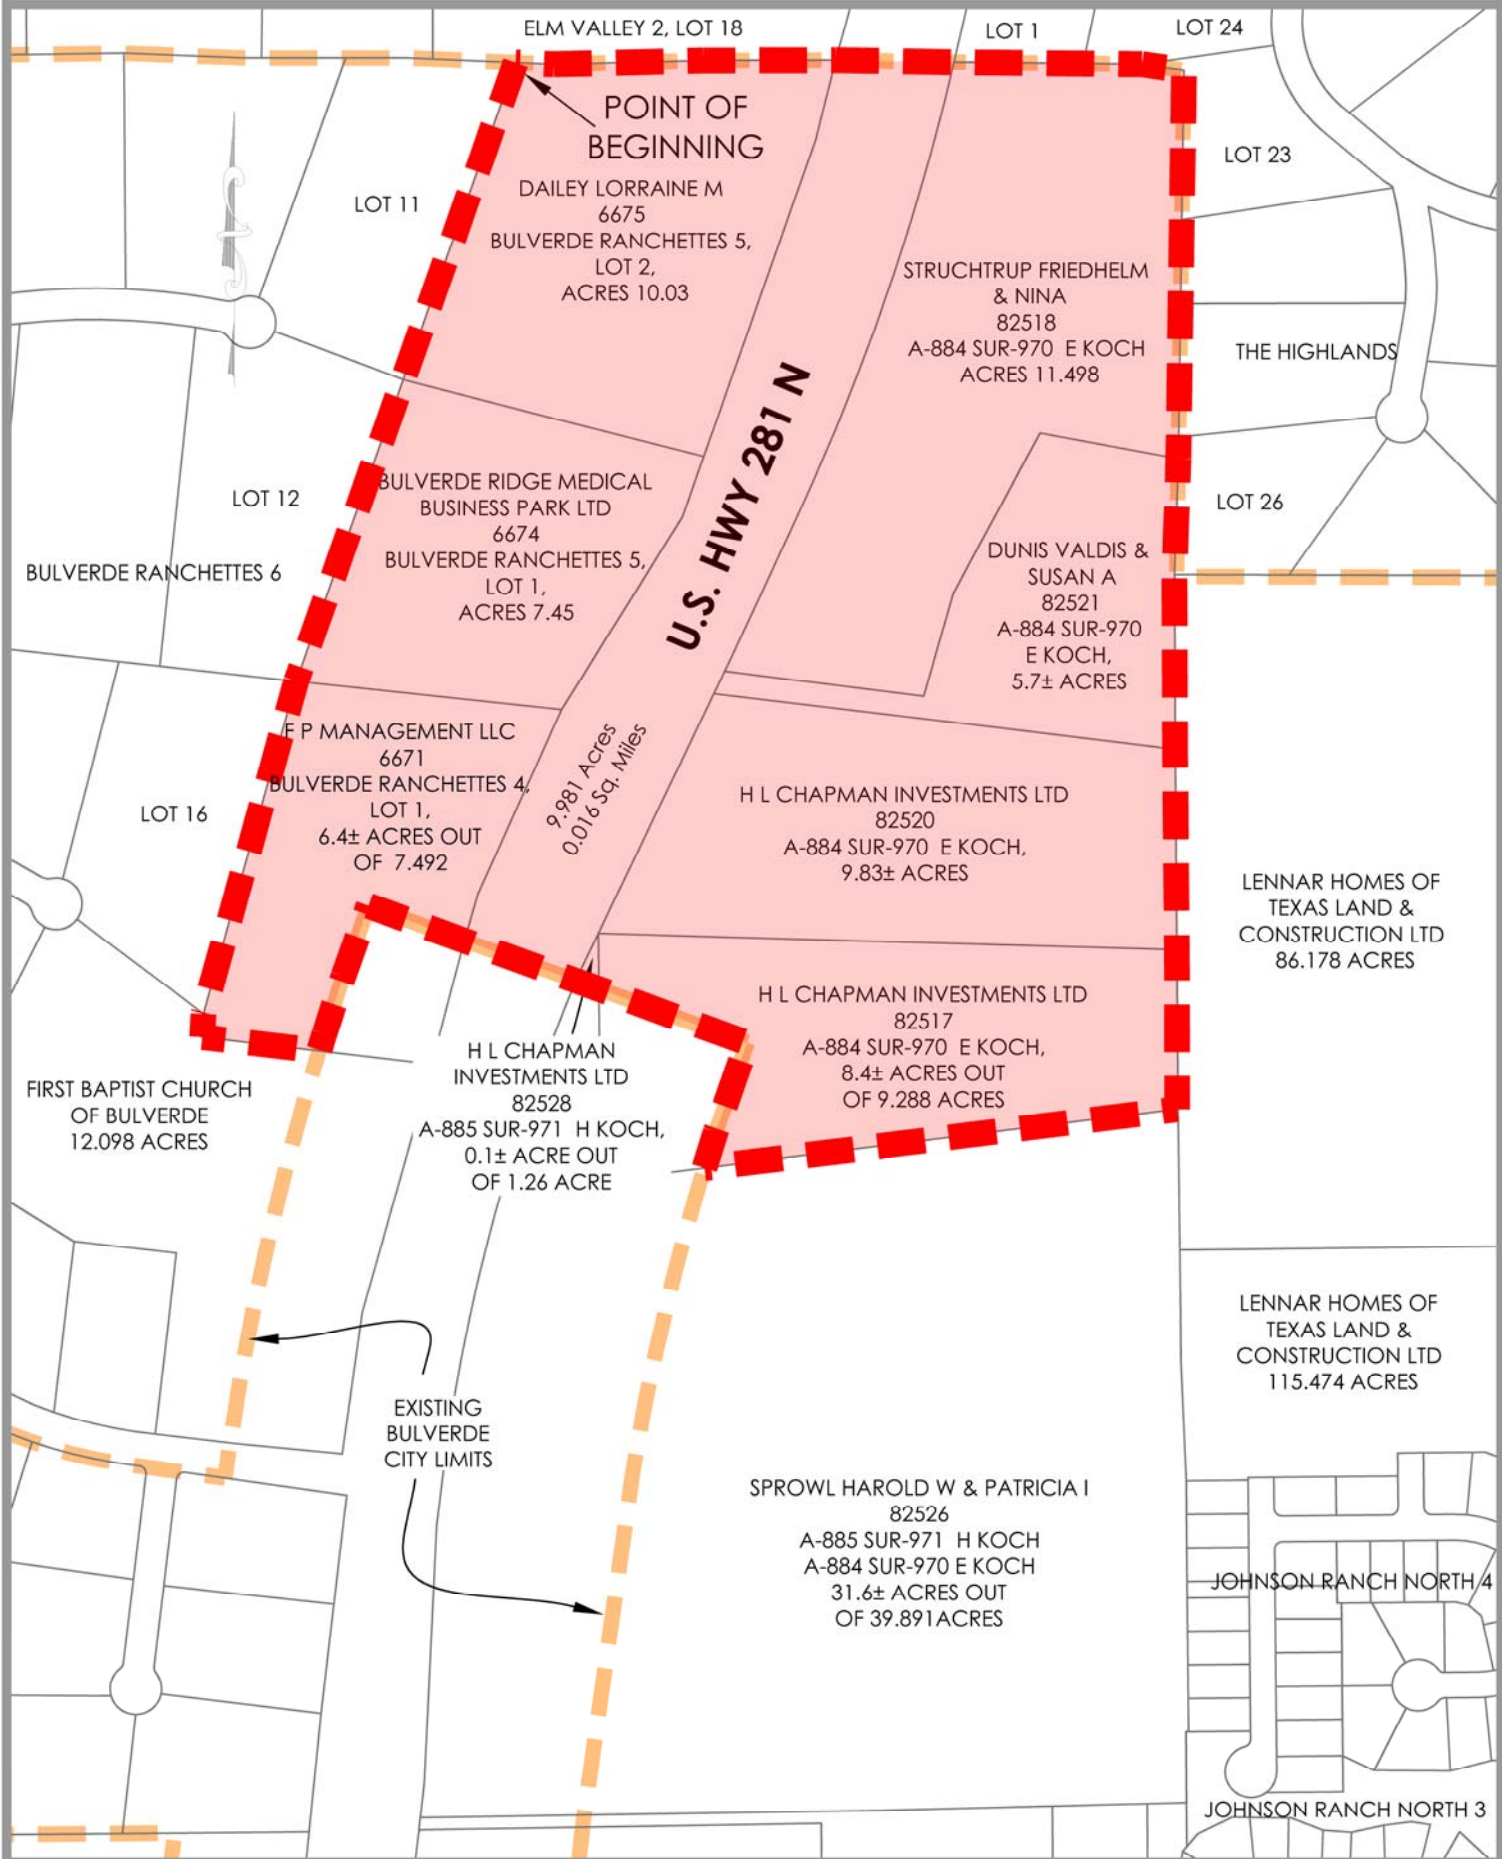 ELM VALLEY 2, LOT 18
LOT 1
LOT 24
POINT OF
BEGINNING
DAILEY LORRAINE M
6675
BULVERDE RANCHETTES 5,
LOT 2,
ACRES 10.03
LOT 11
LOT 23
STRUCHTRUP FRIEDHELM
& NINA
82518
A-884 SUR-970 E KOCH
ACRES 11.498
THE HIGHLANDS
U.S. HWY 281 N
BULVERDE RIDGE MEDICAL
BUSINESS PARK LTD
6674
BULVERDE RANCHETTES 5,
LOT 1,
ACRES 7.45
LOT 12
LOT 26
BULVERDE RANCHETTES 6
DUNIS VALDIS &
SUSAN A
82521
A-884 SUR-970
E KOCH,
5.7± ACRES
F P MANAGEMENT LLC
6671
BULVERDE RANCHETTES 4,
LOT 1,
6.4± ACRES OUT
OF 7.492
9.981 Acres
0.016 Sq. Miles
LOT 16
H L CHAPMAN INVESTMENTS LTD
82520
A-884 SUR-970 E KOCH,
9.83± ACRES
LENNAR HOMES OF
TEXAS LAND &
CONSTRUCTION LTD
86.178 ACRES
H L CHAPMAN INVESTMENTS LTD
82517
A-884 SUR-970 E KOCH,
8.4± ACRES OUT
OF 9.288 ACRES
H L CHAPMAN
INVESTMENTS LTD
82528
A-885 SUR-971 H KOCH,
0.1± ACRE OUT
OF 1.26 ACRE
FIRST BAPTIST CHURCH
OF BULVERDE
12.098 ACRES
LENNAR HOMES OF
TEXAS LAND &
CONSTRUCTION LTD
115.474 ACRES
EXISTING
BULVERDE
CITY LIMITS
SPROWL HAROLD W & PATRICIA I
82526
A-885 SUR-971 H KOCH
A-884 SUR-970 E KOCH
31.6± ACRES OUT
OF 39.891ACRES
JOHNSON RANCH NORTH 4
JOHNSON RANCH NORTH 3